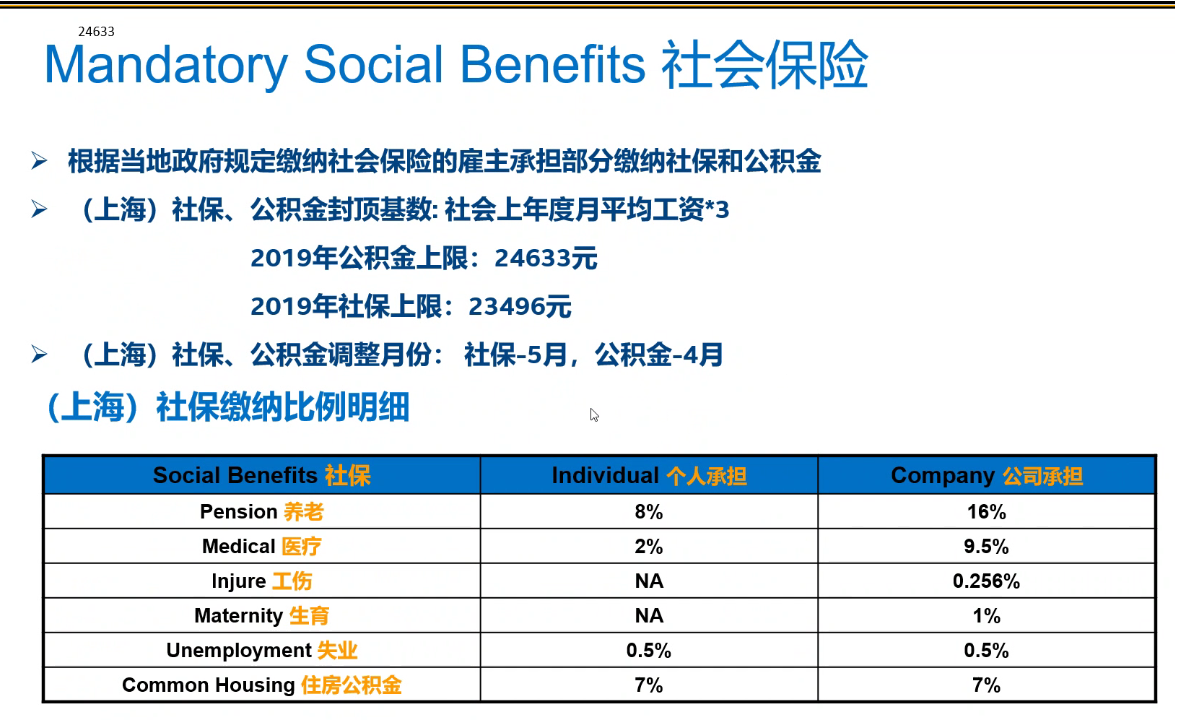 24633
Mandatory Social Benefits 社会保险
根据当地政府规定缴纳社会保险的雇主承担部分缴纳社保和公积金
（上海）社保、公积金封顶基数: 社会上年度月平均工资*3
2019年公积金上限：24633元
2019年社保上限：23496元
（上海）社保、公积金调整月份： 社保-5月，公积金-4月
（上海）社保缴纳比例明细
Social Benefits 社保 Individual 个人承担 Company 公司承担
Pension 养老 8% 16%
Medical 医疗 2% 9.5%
Injure 工伤 NA 0.256%
Maternity 生育 NA 1%
Unemployment 失业 0.5% 0.5%
Common Housing 住房公积金 7% 7%